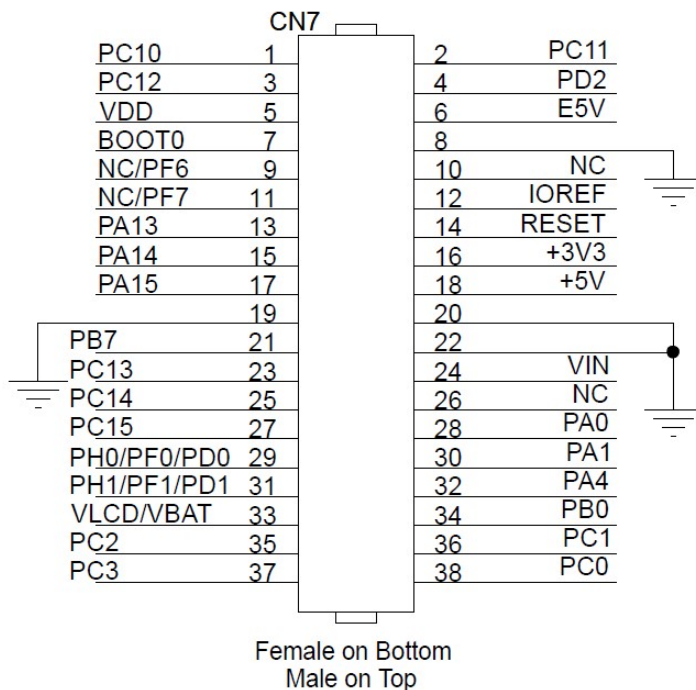 CN7
PC10 1 2 PC11
PC12 3 4 PD2
VDD 5 6 E5V
BOOT0 7 8
NC/PF6 9 10 NC
NC/PF7 11 12 IOREF
PA13 13 14 RESET
PA14 15 16 +3V3
PA15 17 18 +5V
19 20
PB7 21 22
PC13 23 24 VIN
PC14 25 26 NC
PC15 27 28 PA0
PH0/PF0/PD0 29 30 PA1
PH1/PF1/PD1 31 32 PA4
VLCD/VBAT 33 34 PB0
PC2 35 36 PC1
PC3 37 38 PC0
Female on Bottom
Male on Top